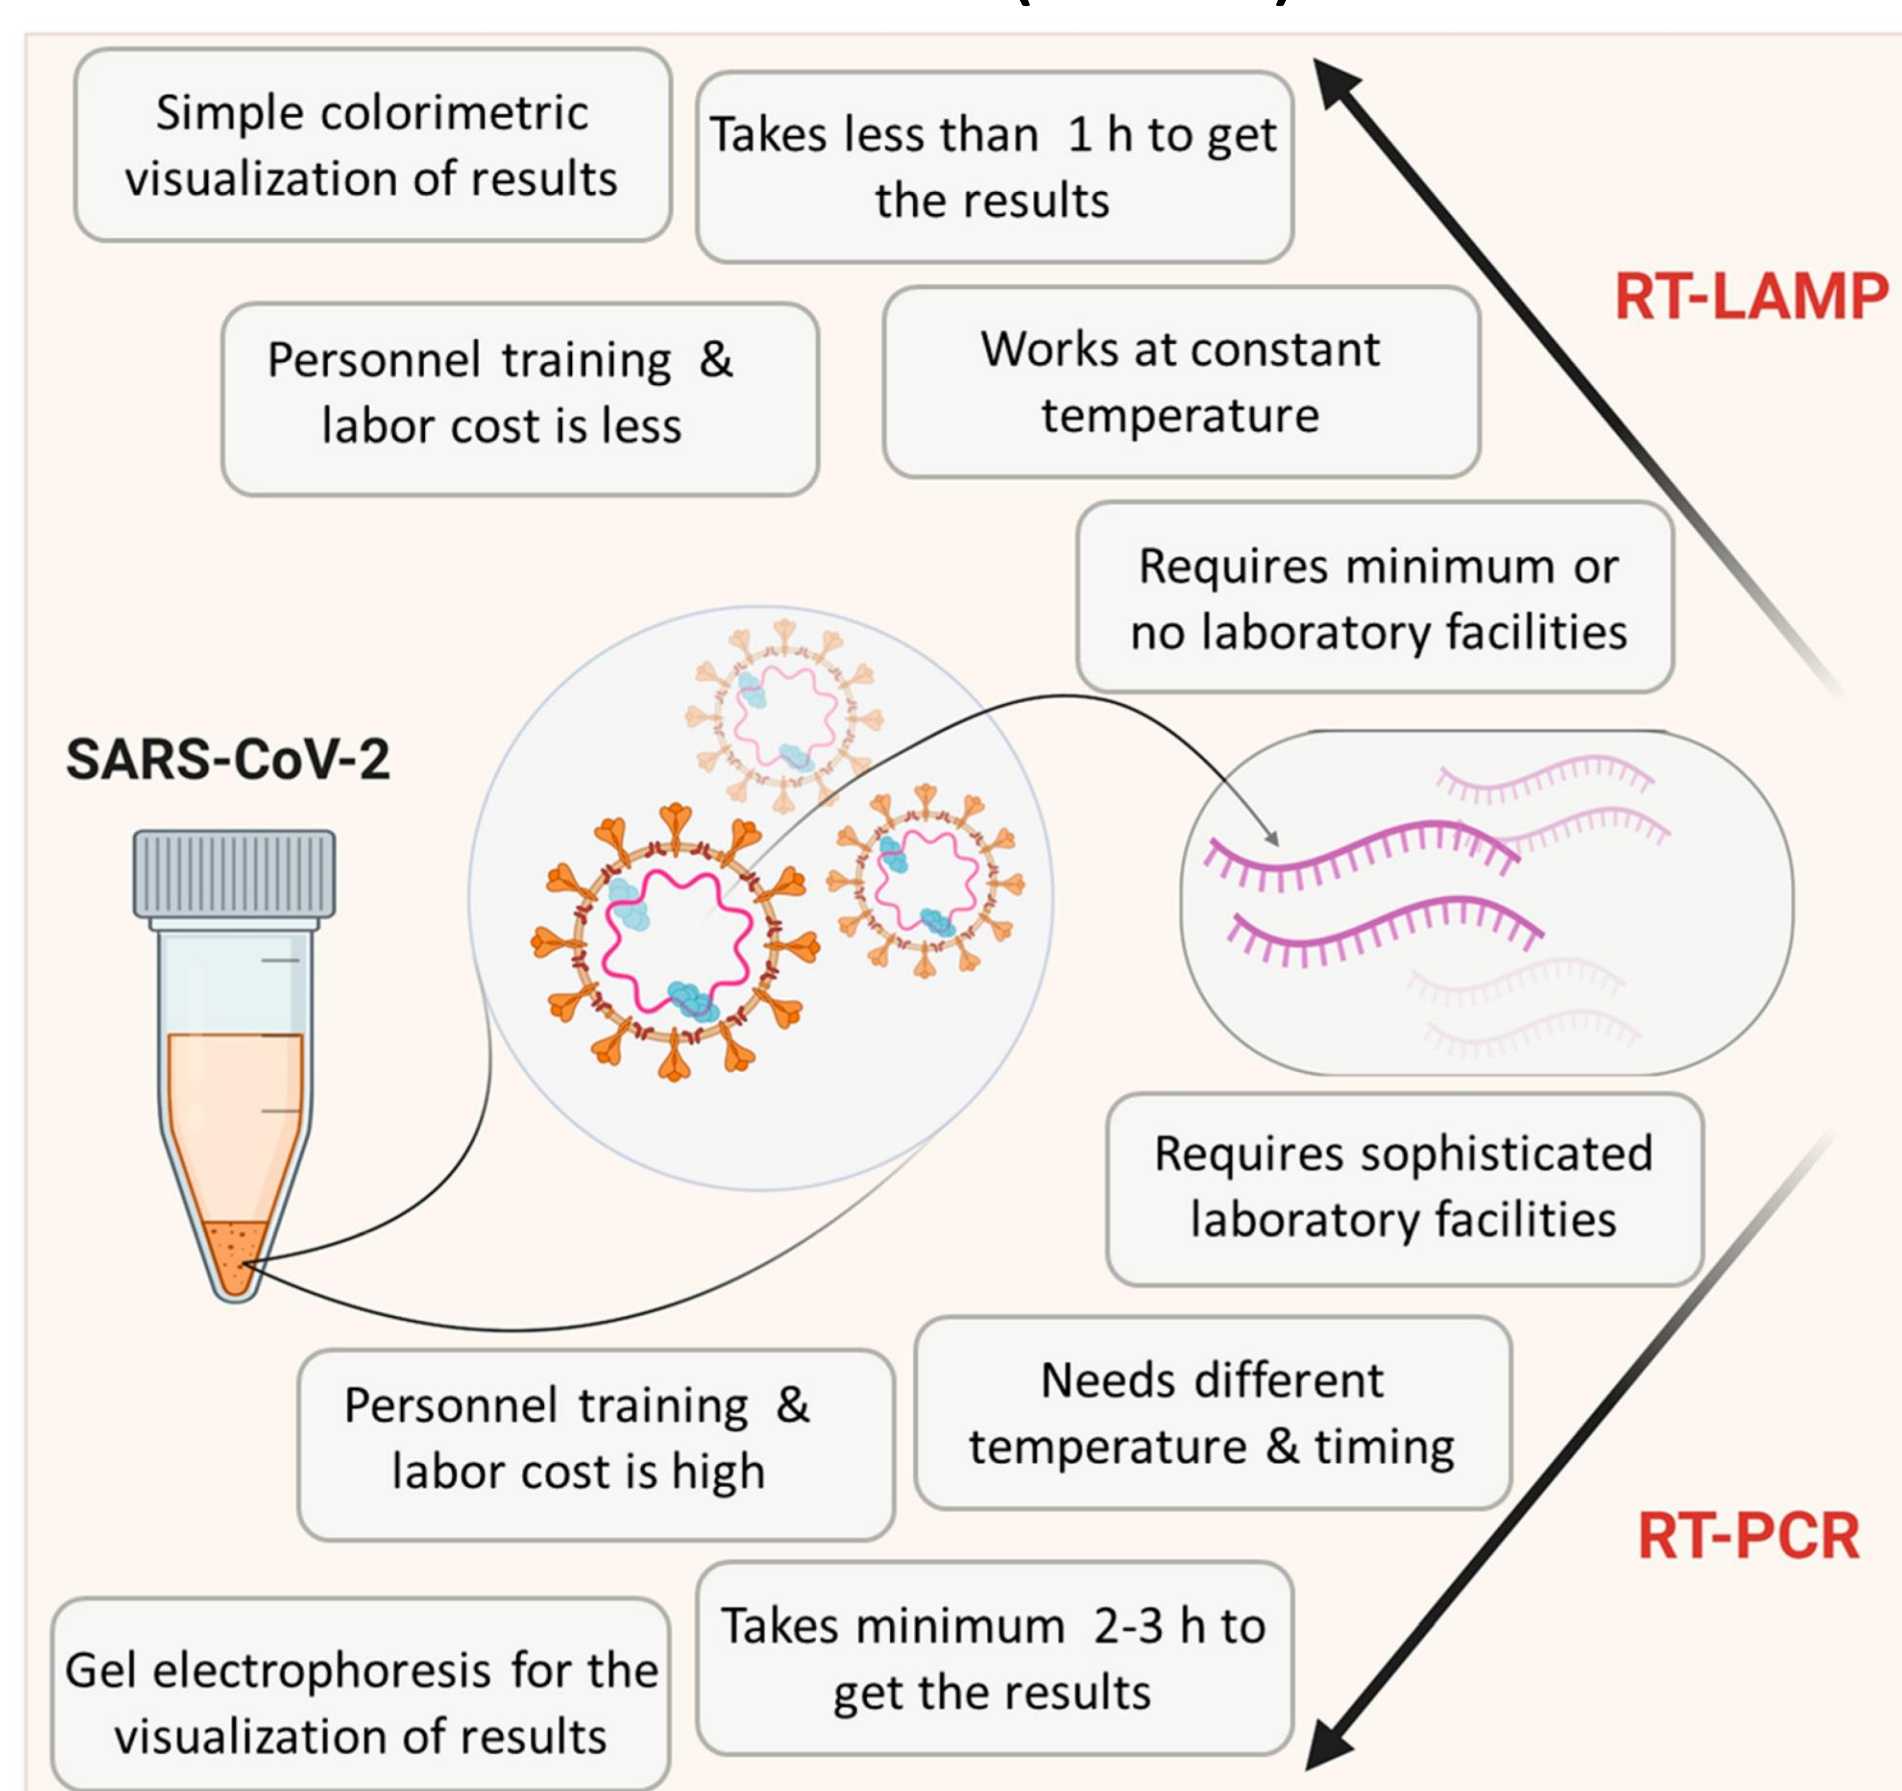 Simple colorimetric
visualization of results
Takes less than 1 h to get
the results
RT-LAMP
Personnel training &
labor cost is less
Works at constant
temperature
Requires minimum or
no laboratory facilities
SARS-CoV-2
Requires sophisticated
laboratory facilities
Personnel training &
labor cost is high
Needs different
temperature & timing
RT-PCR
Takes minimum 2-3 h to
get the results
Gel electrophoresis for the
visualization of results